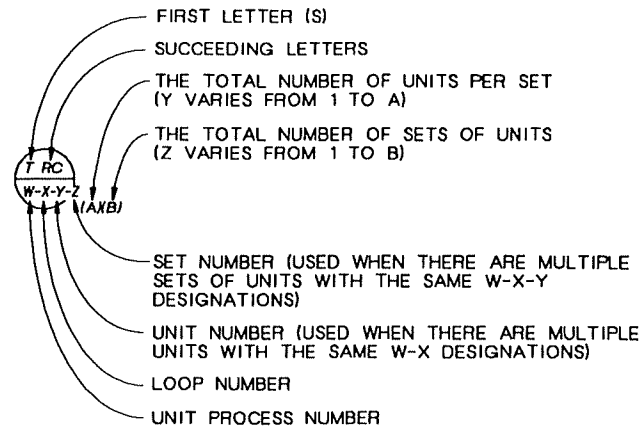 FIRST LETTER (S)
SUCCEEDING LETTERS
THE TOTAL NUMBER OF UNITS PER SET
(Y VARIES FROM 1 TO A)
THE TOTAL NUMBER OF SETS OF UNITS
(Z VARIES FROM 1 TO B)
T RC
W-X-Y-Z
(A)(B)
SET NUMBER (USED WHEN THERE ARE MULTIPLE
SETS OF UNITS WITH THE SAME W-X-Y
DESIGNATIONS)
UNIT NUMBER (USED WHEN THERE ARE MULTIPLE
UNITS WITH THE SAME W-X DESIGNATIONS)
LOOP NUMBER
UNIT PROCESS NUMBER